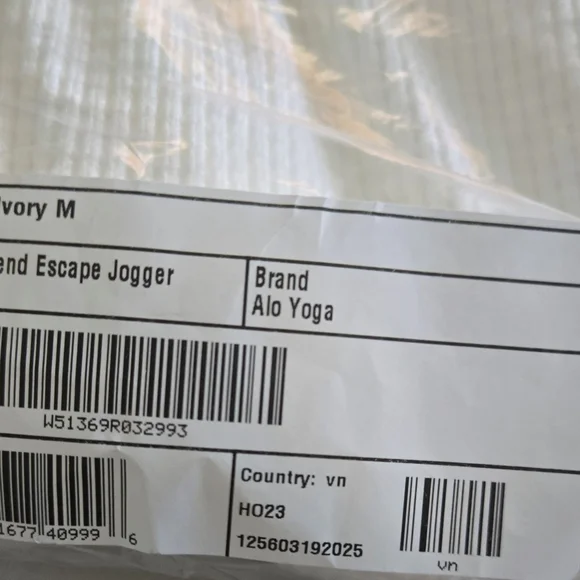 Ivory M
end Escape Jogger
Brand
Alo Yoga
W51369R032993
1677 40999 6
Country: vn
HO23
125603192025
vn